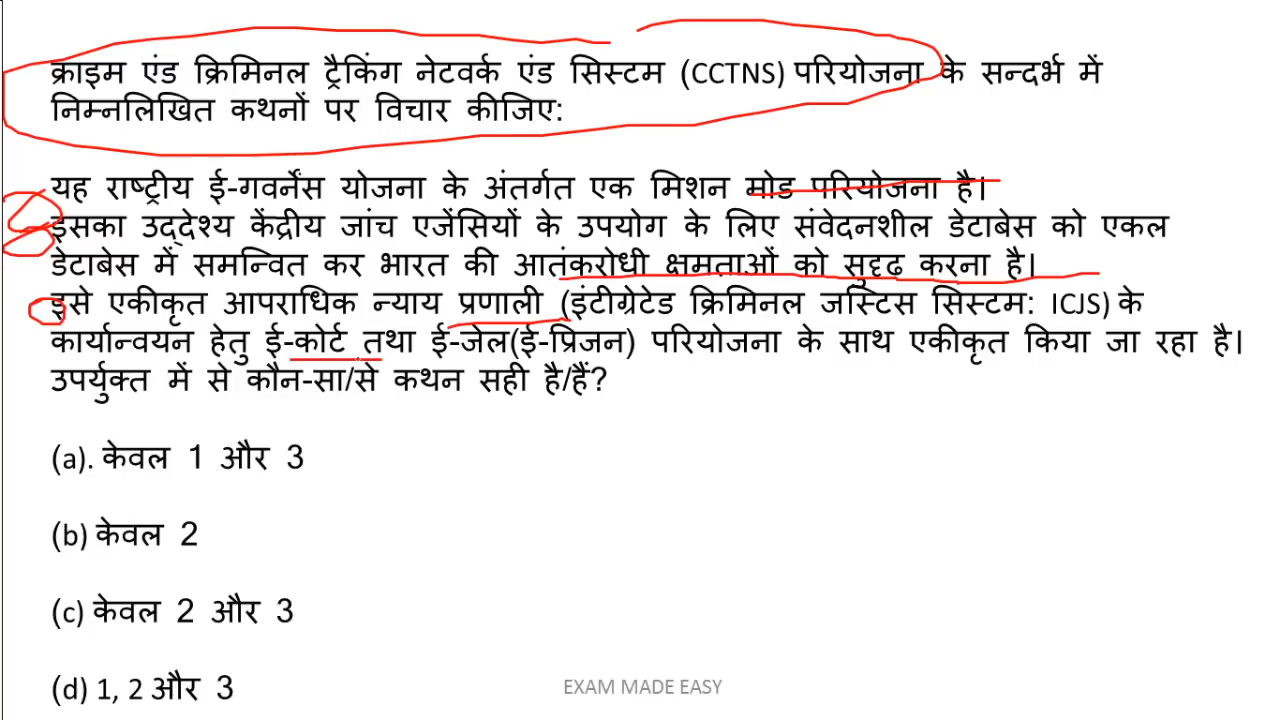 क्राइम एंड क्रिमिनल ट्रैकिंग नेटवर्क एंड सिस्टम (CCTNS) परियोजना के सन्दर्भ में
निम्नलिखित कथनों पर विचार कीजिए:
यह राष्ट्रीय ई-गवर्नेंस योजना के अंतर्गत एक मिशन मोड परियोजना है।
इसका उद्देश्य केंद्रीय जांच एजेंसियों के उपयोग के लिए संवेदनशील डेटाबेस को एकल
डेटाबेस में समन्वित कर भारत की आतंकरोधी क्षमताओं को सुदृढ़ करना है।
इसे एकीकृत आपराधिक न्याय प्रणाली (इंटीग्रेटेड क्रिमिनल जस्टिस सिस्टम: ICJS) के
कार्यान्वयन हेतु ई-कोर्ट तथा ई-जेल(ई-प्रिजन) परियोजना के साथ एकीकृत किया जा रहा है।
उपर्युक्त में से कौन-सा/से कथन सही है/हैं?
(a). केवल 1 और 3
(b) केवल 2
(c) केवल 2 और 3
(d) 1, 2 और 3
EXAM MADE EASY